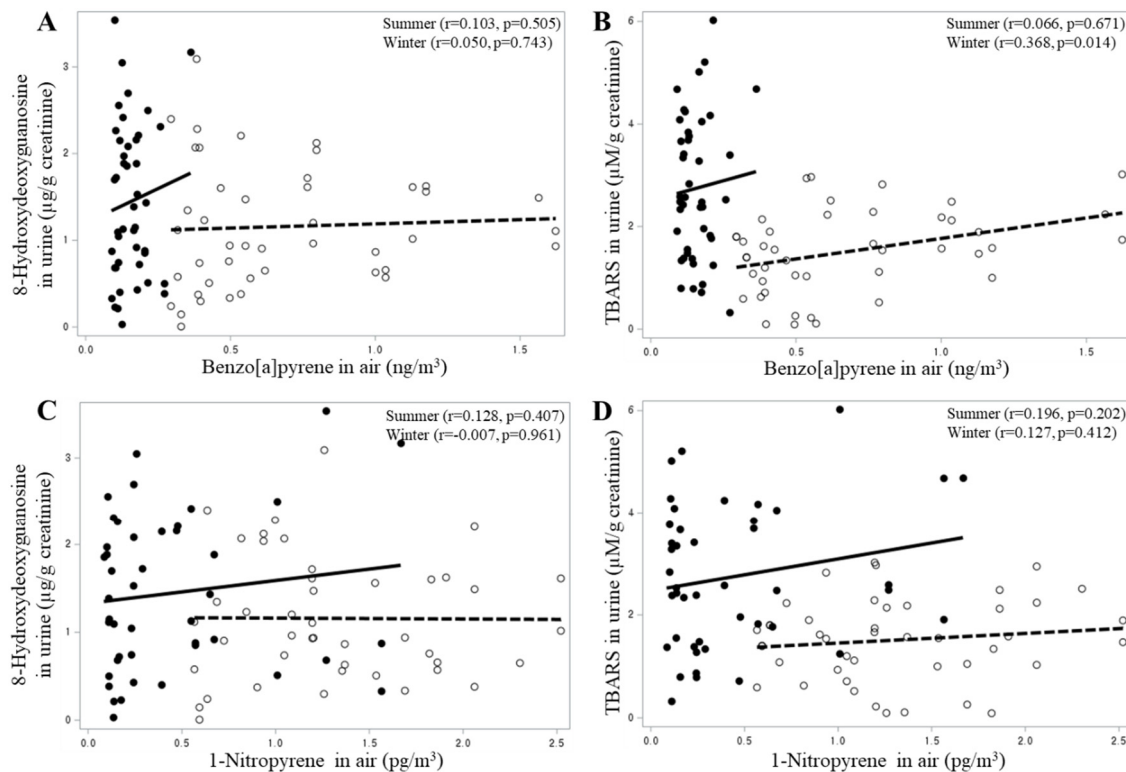 A
Summer (r=0.103, p=0.505)
Winter (r=0.050, p=0.743)
8-Hydroxydeoxyguanosine
in urine (µg/g creatinine)
3
2
1
0
0.0
0.5
1.0
1.5
Benzo[a]pyrene in air (ng/m³)
B
Summer (r=0.066, p=0.671)
Winter (r=0.368, p=0.014)
TBARS in urine (µM/g creatinine)
6
4
2
0
0.0
0.5
1.0
1.5
Benzo[a]pyrene in air (ng/m³)
C
Summer (r=0.128, p=0.407)
Winter (r=-0.007, p=0.961)
8-Hydroxydeoxyguanosine
in urine (µg/g creatinine)
3
2
1
0
0.0
0.5
1.0
1.5
2.0
2.5
1-Nitropyrene in air (pg/m³)
D
Summer (r=0.196, p=0.202)
Winter (r=0.127, p=0.412)
TBARS in urine (µM/g creatinine)
6
4
2
0
0.0
0.5
1.0
1.5
2.0
2.5
1-Nitropyrene in air (pg/m³)